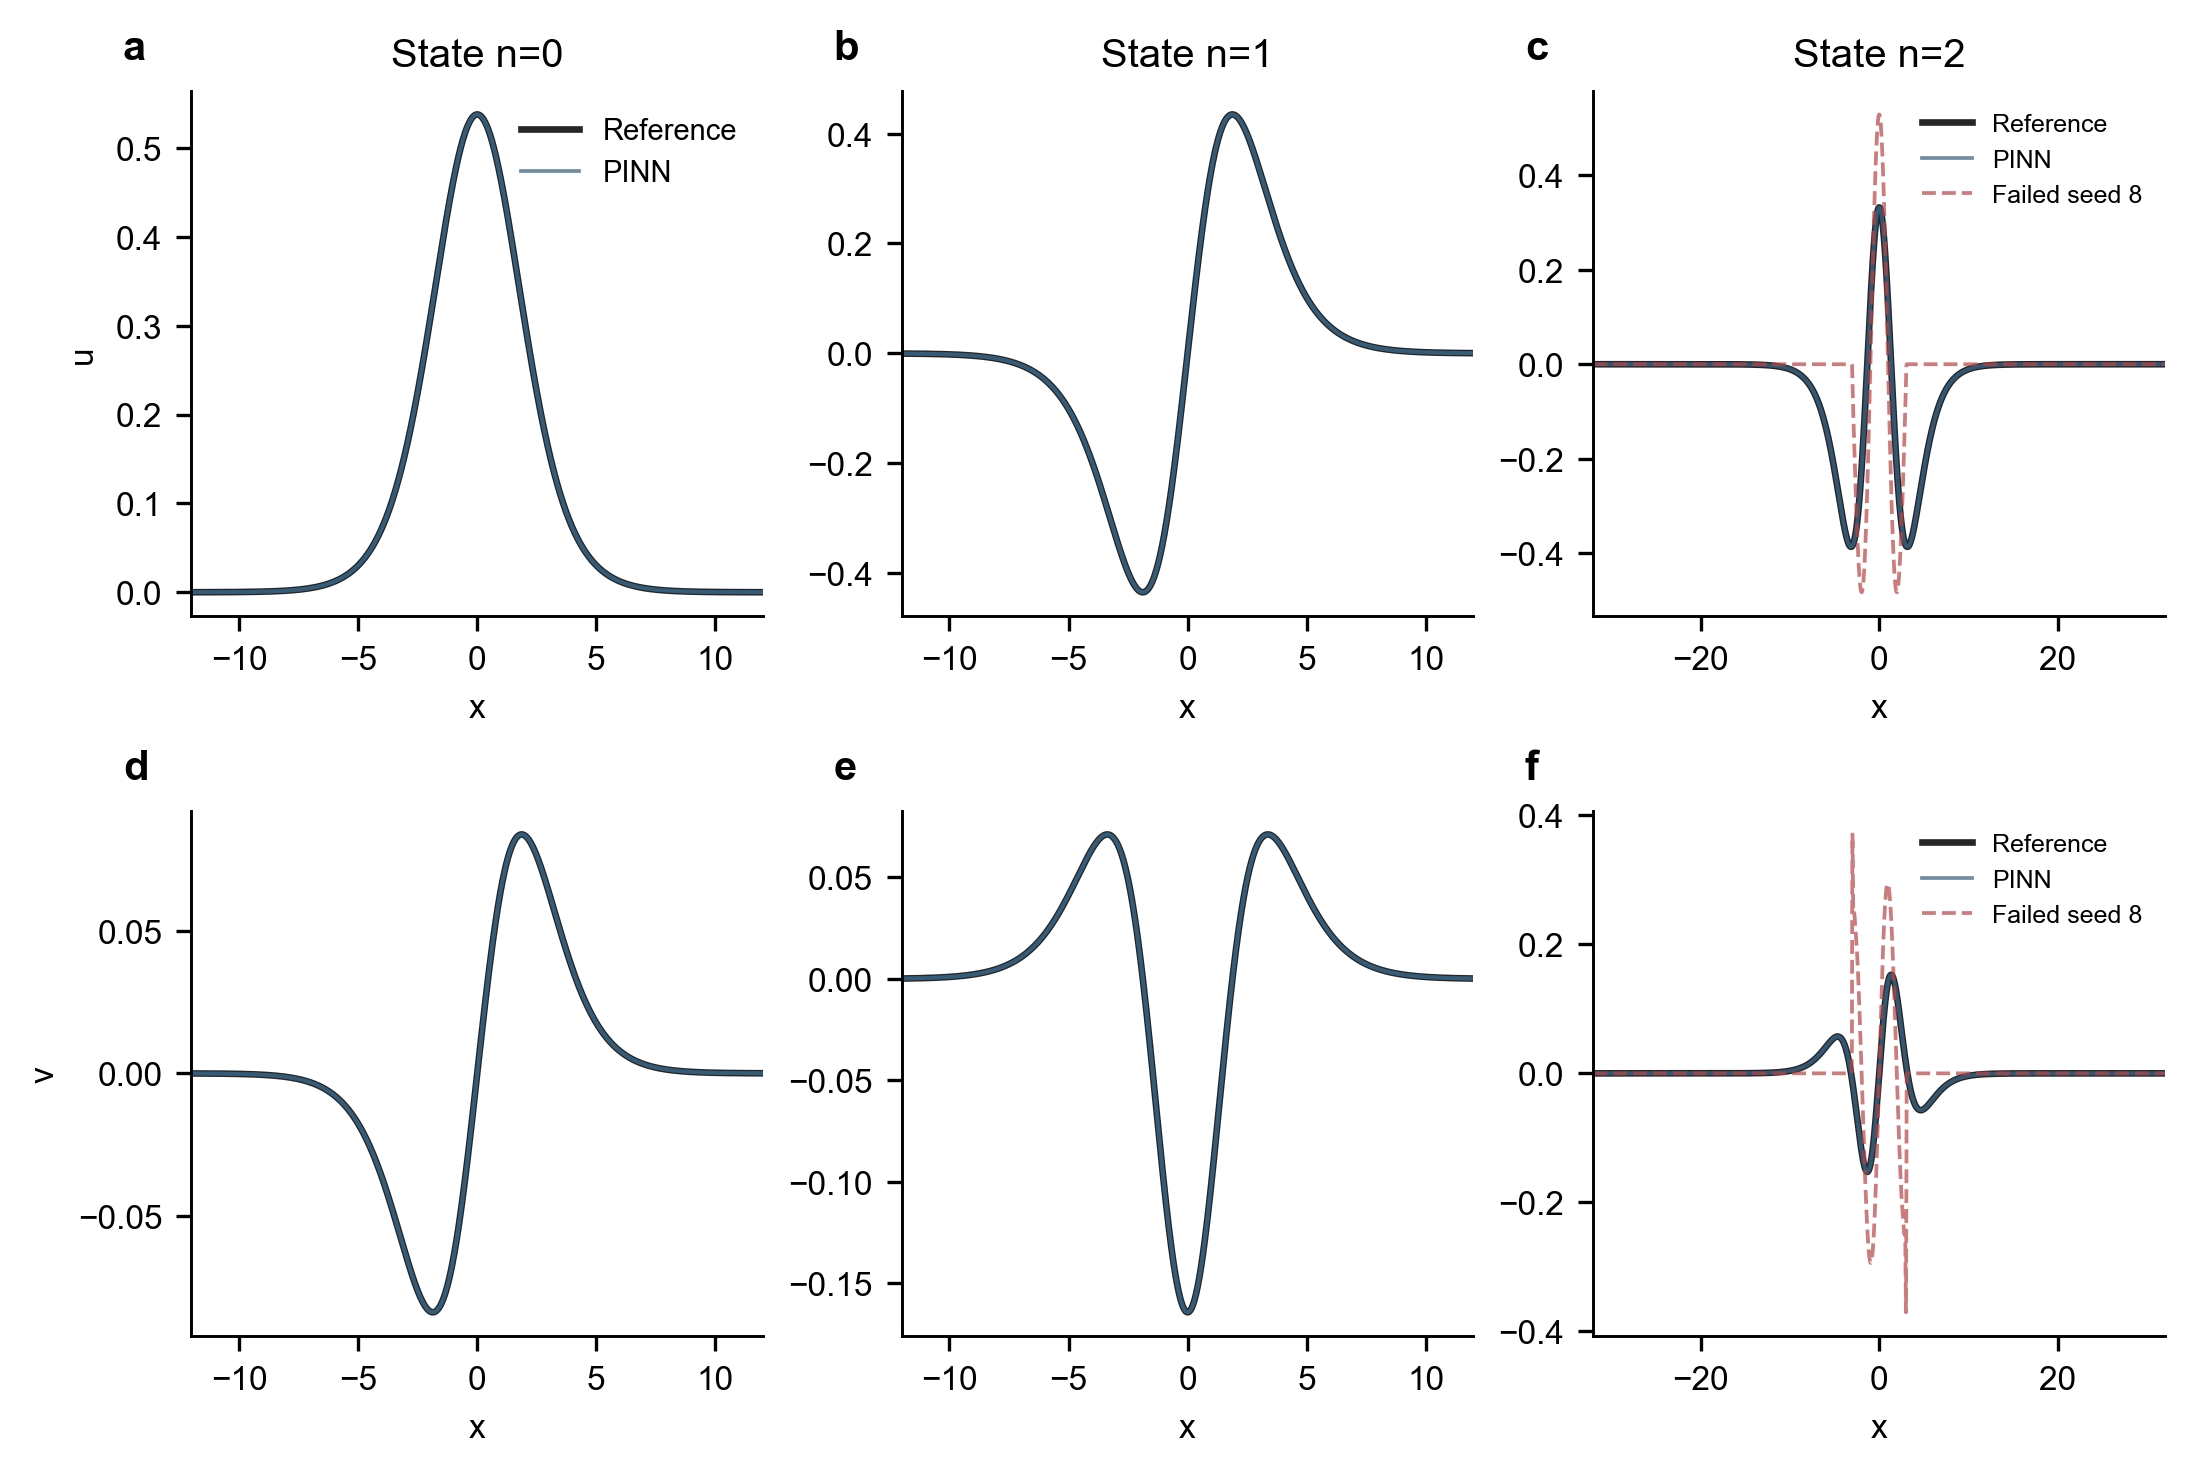 a
State n=0
0.5
0.4
0.3
0.2
0.1
0.0
u
Reference
PINN
−10
−5
0
5
10
x
b
State n=1
0.4
0.2
0.0
−0.2
−0.4
−10
−5
0
5
10
x
c
State n=2
0.4
0.2
0.0
−0.2
−0.4
Reference
PINN
Failed seed 8
−20
0
20
x
d
0.05
0.00
−0.05
v
−10
−5
0
5
10
x
e
0.05
0.00
−0.05
−0.10
−0.15
−10
−5
0
5
10
x
f
0.4
0.2
0.0
−0.2
−0.4
Reference
PINN
Failed seed 8
−20
0
20
x